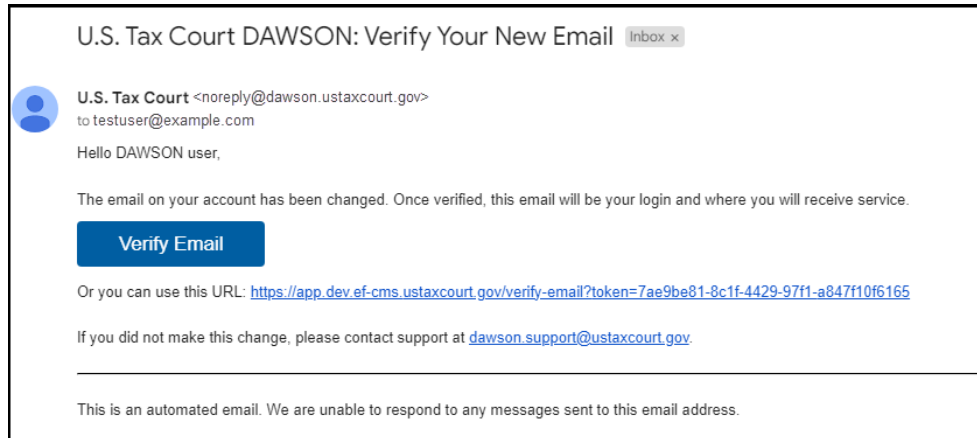 U.S. Tax Court DAWSON: Verify Your New Email Inbox x
U.S. Tax Court <noreply@dawson.ustaxcourt.gov>
to testuser@example.com
Hello DAWSON user,
The email on your account has been changed. Once verified, this email will be your login and where you will receive service.
Verify Email
Or you can use this URL: https://app.dev.ef-cms.ustaxcourt.gov/verify-email?token=7ae9be81-8c1f-4429-97f1-a847f10f6165
If you did not make this change, please contact support at dawson.support@ustaxcourt.gov.
This is an automated email. We are unable to respond to any messages sent to this email address.